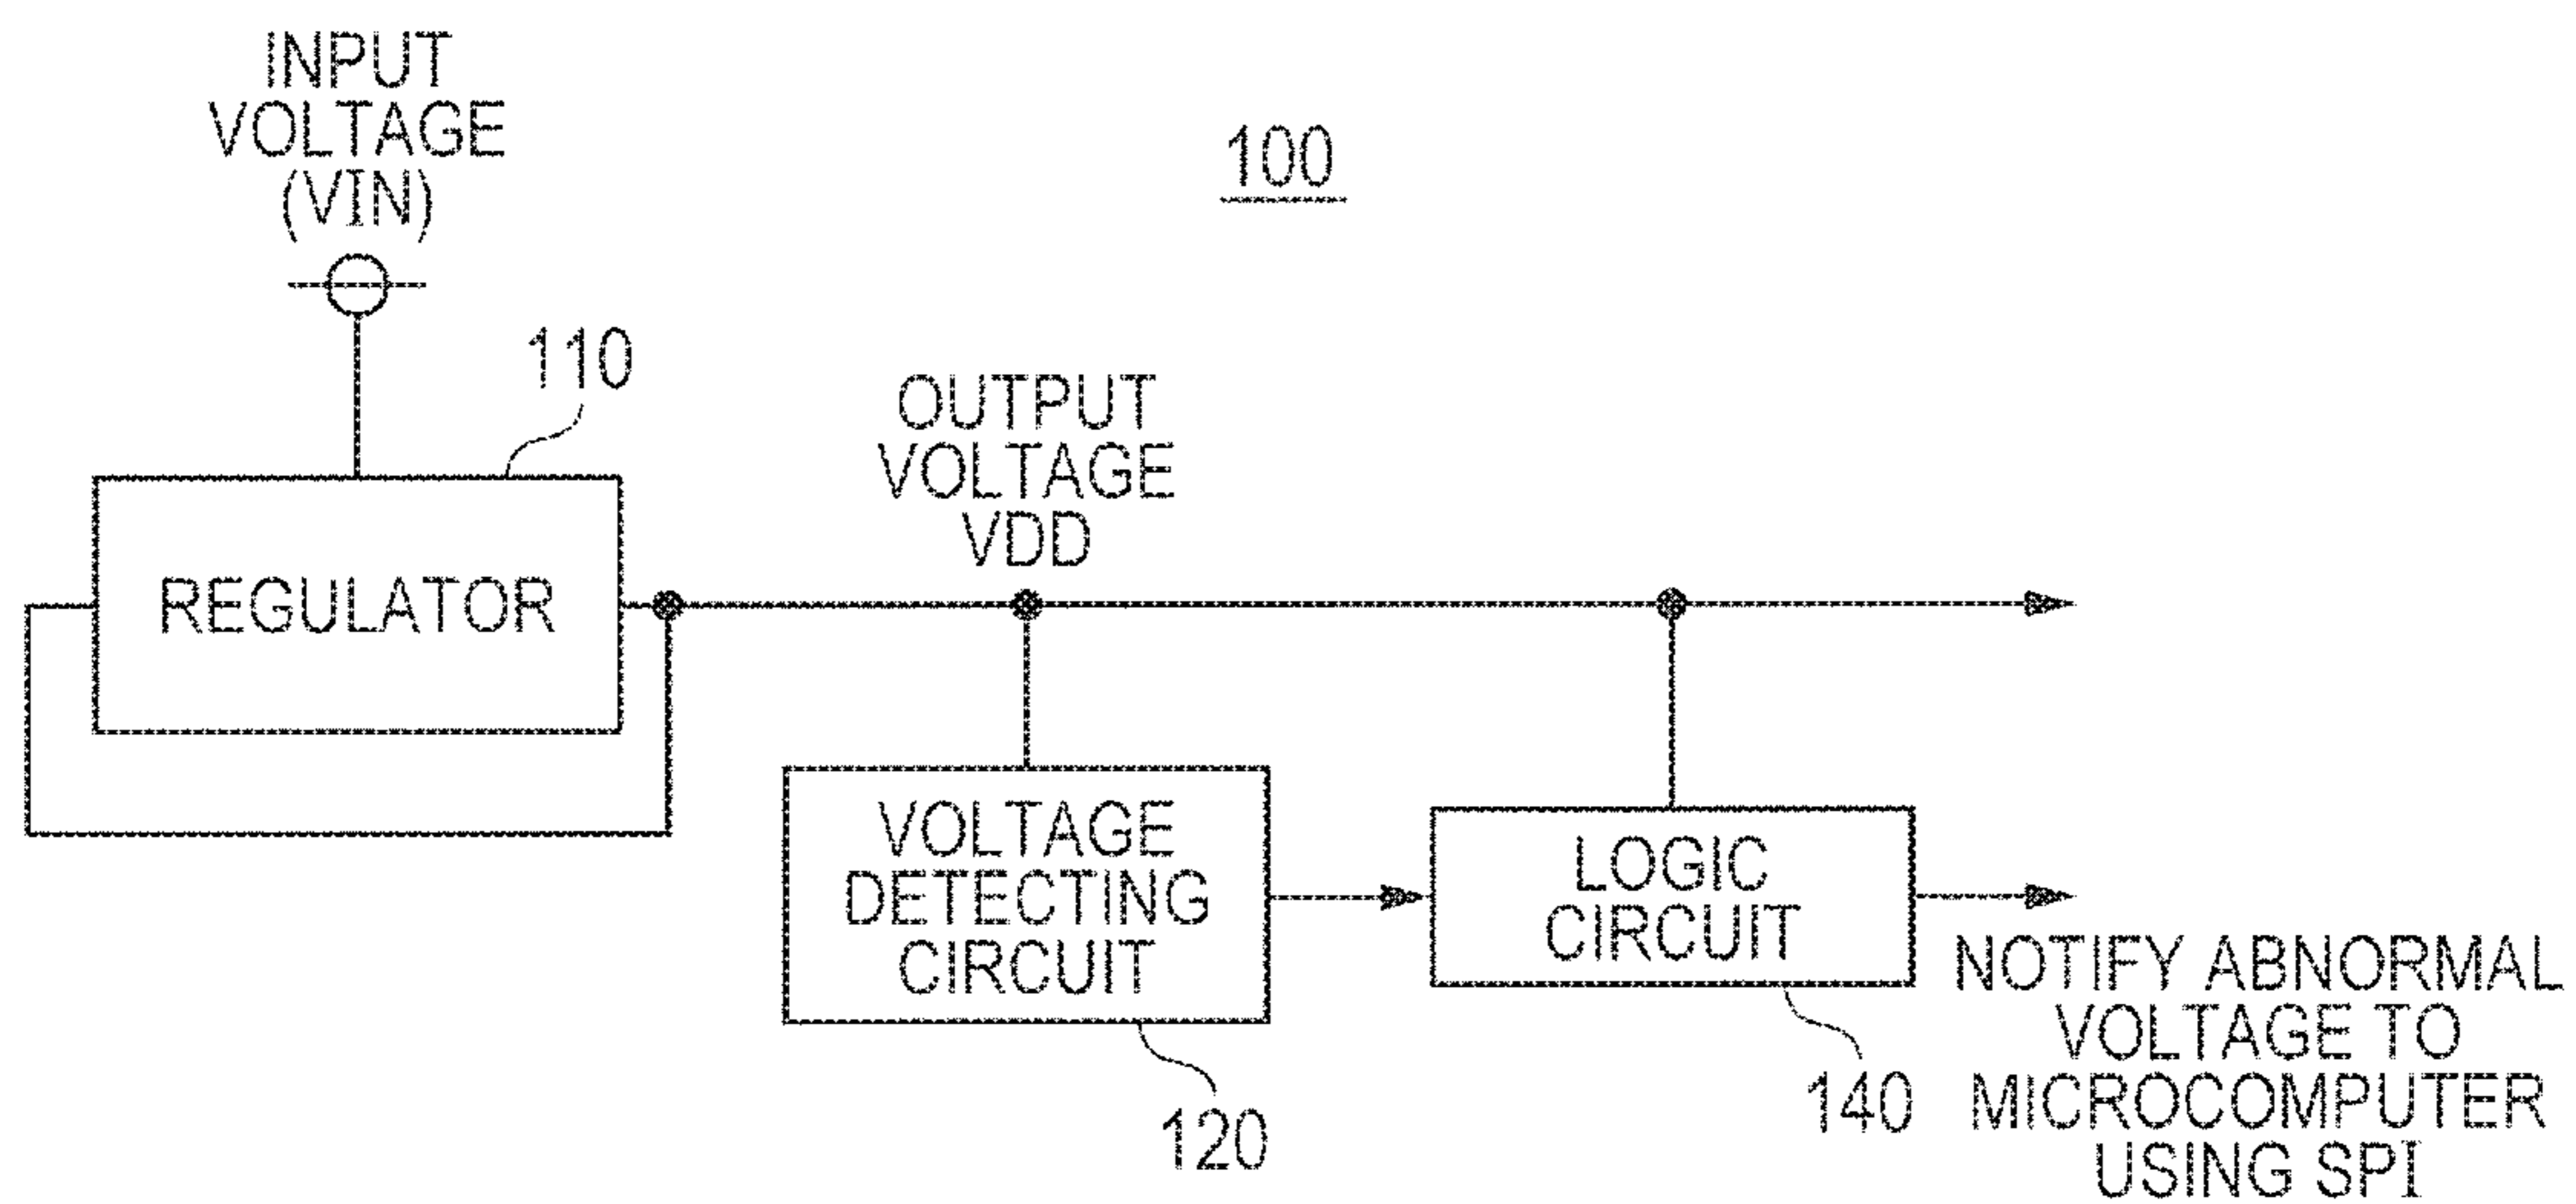 INPUT
VOLTAGE
(VIN)
100
110
OUTPUT
VOLTAGE
VDD
REGULATOR
VOLTAGE
DETECTING
CIRCUIT
LOGIC
CIRCUIT
NOTIFY ABNORMAL
VOLTAGE TO
MICROCOMPUTER
USING SPI
140
120